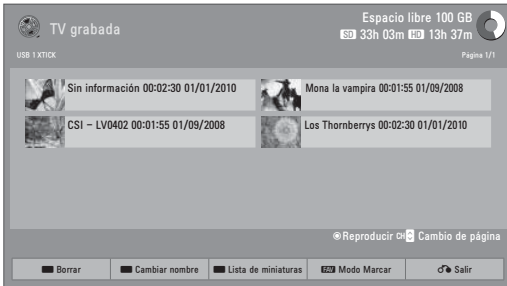 TV grabada
Espacio libre 100 GB
SD 33h 03m HD 13h 37m
USB 1 XTICK
Página 1/1
Sin información 00:02:30 01/01/2010
Mona la vampira 00:01:55 01/09/2008
CSI – LV0402 00:01:55 01/09/2008
Los Thornberrys 00:02:30 01/01/2010
Reproducir CH Cambio de página
Borrar
Cambiar nombre
Lista de miniaturas
FAV Modo Marcar
Salir